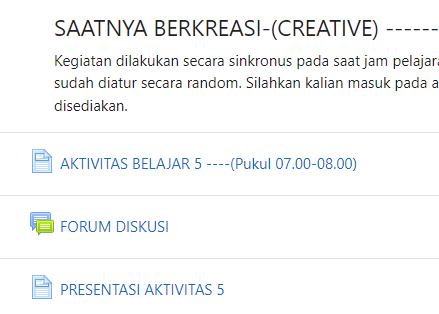 SAATNYA BERKREASI-(CREATIVE) ------
Kegiatan dilakukan secara sinkronus pada saat jam pelajara
sudah diatur secara random. Silahkan kalian masuk pada a
disediakan.
AKTIVITAS BELAJAR 5 ----(Pukul 07.00-08.00)
FORUM DISKUSI
PRESENTASI AKTIVITAS 5